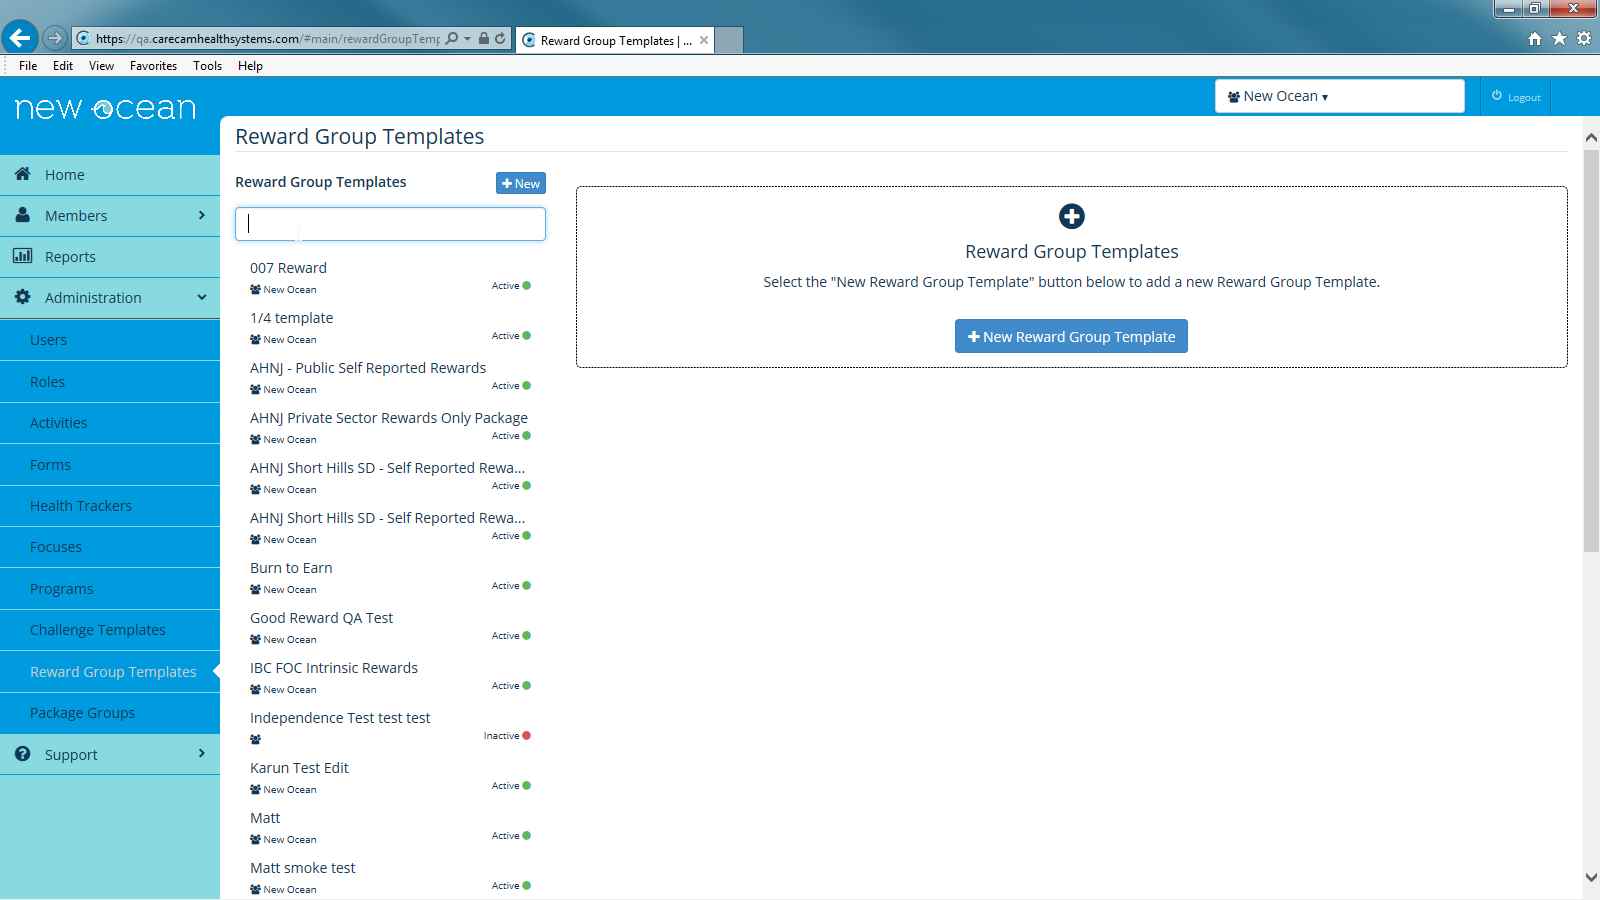 https://qa.carecamhealthsystems.com/#main/rewardGroupTemp
Reward Group Templates | ...
File Edit View Favorites Tools Help
new ocean
New Ocean
Logout
Home
Members
Reports
Administration
Users
Roles
Activities
Forms
Health Trackers
Focuses
Programs
Challenge Templates
Reward Group Templates
Package Groups
Support
Reward Group Templates
Reward Group Templates
New
007 Reward
New Ocean Active
1/4 template
New Ocean Active
AHNJ - Public Self Reported Rewards
New Ocean Active
AHNJ Private Sector Rewards Only Package
New Ocean Active
AHNJ Short Hills SD - Self Reported Rewa...
New Ocean Active
AHNJ Short Hills SD - Self Reported Rewa...
New Ocean Active
Burn to Earn
New Ocean Active
Good Reward QA Test
New Ocean Active
IBC FOC Intrinsic Rewards
New Ocean Active
Independence Test test test
Inactive
Karun Test Edit
New Ocean Active
Matt
New Ocean Active
Matt smoke test
New Ocean Active
Reward Group Templates
Select the "New Reward Group Template" button below to add a new Reward Group Template.
New Reward Group Template